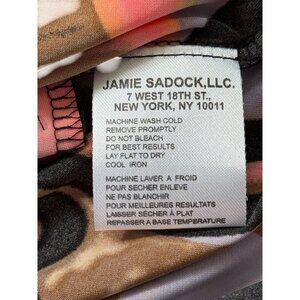 JAMIE SADOCK,LLC.
7 WEST 18TH ST.,
NEW YORK, NY 10011
MACHINE WASH COLD
REMOVE PROMPTLY
DO NOT BLEACH
FOR BEST RESULTS
LAY FLAT TO DRY
COOL IRON
MACHINE LAVER A FROID
POUR SECHER ENLEVE
NE PAS BLANCHIR
POUR MEILLEURES RESULTATS
LAISSER SÉCHER À PLAT
REPASSER A BASE TEMPERATURE